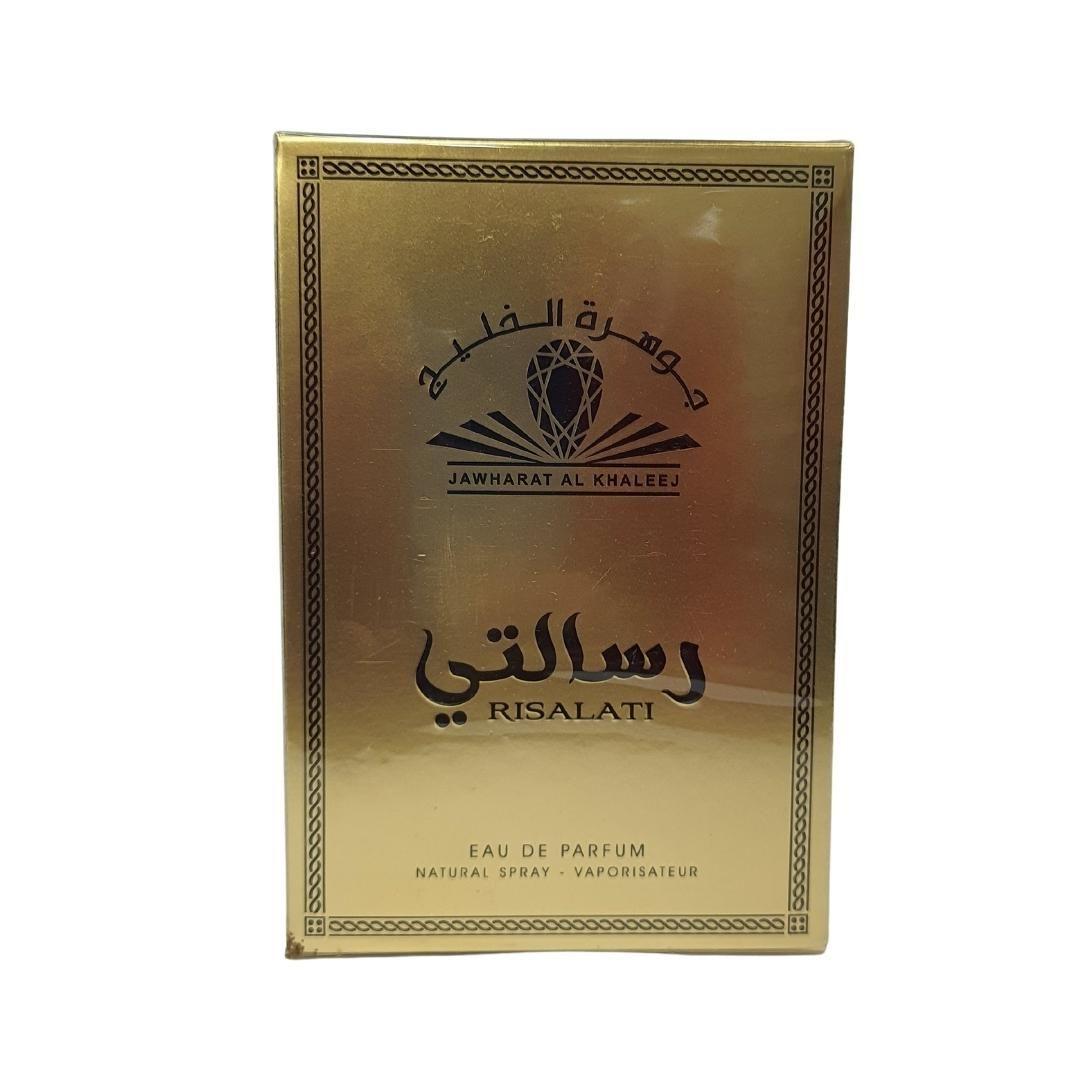 جوهرة الخليج
JAWHARAT AL KHALEEJ
رسالتي
RISALATI
EAU DE PARFUM
NATURAL SPRAY - VAPORISATEUR